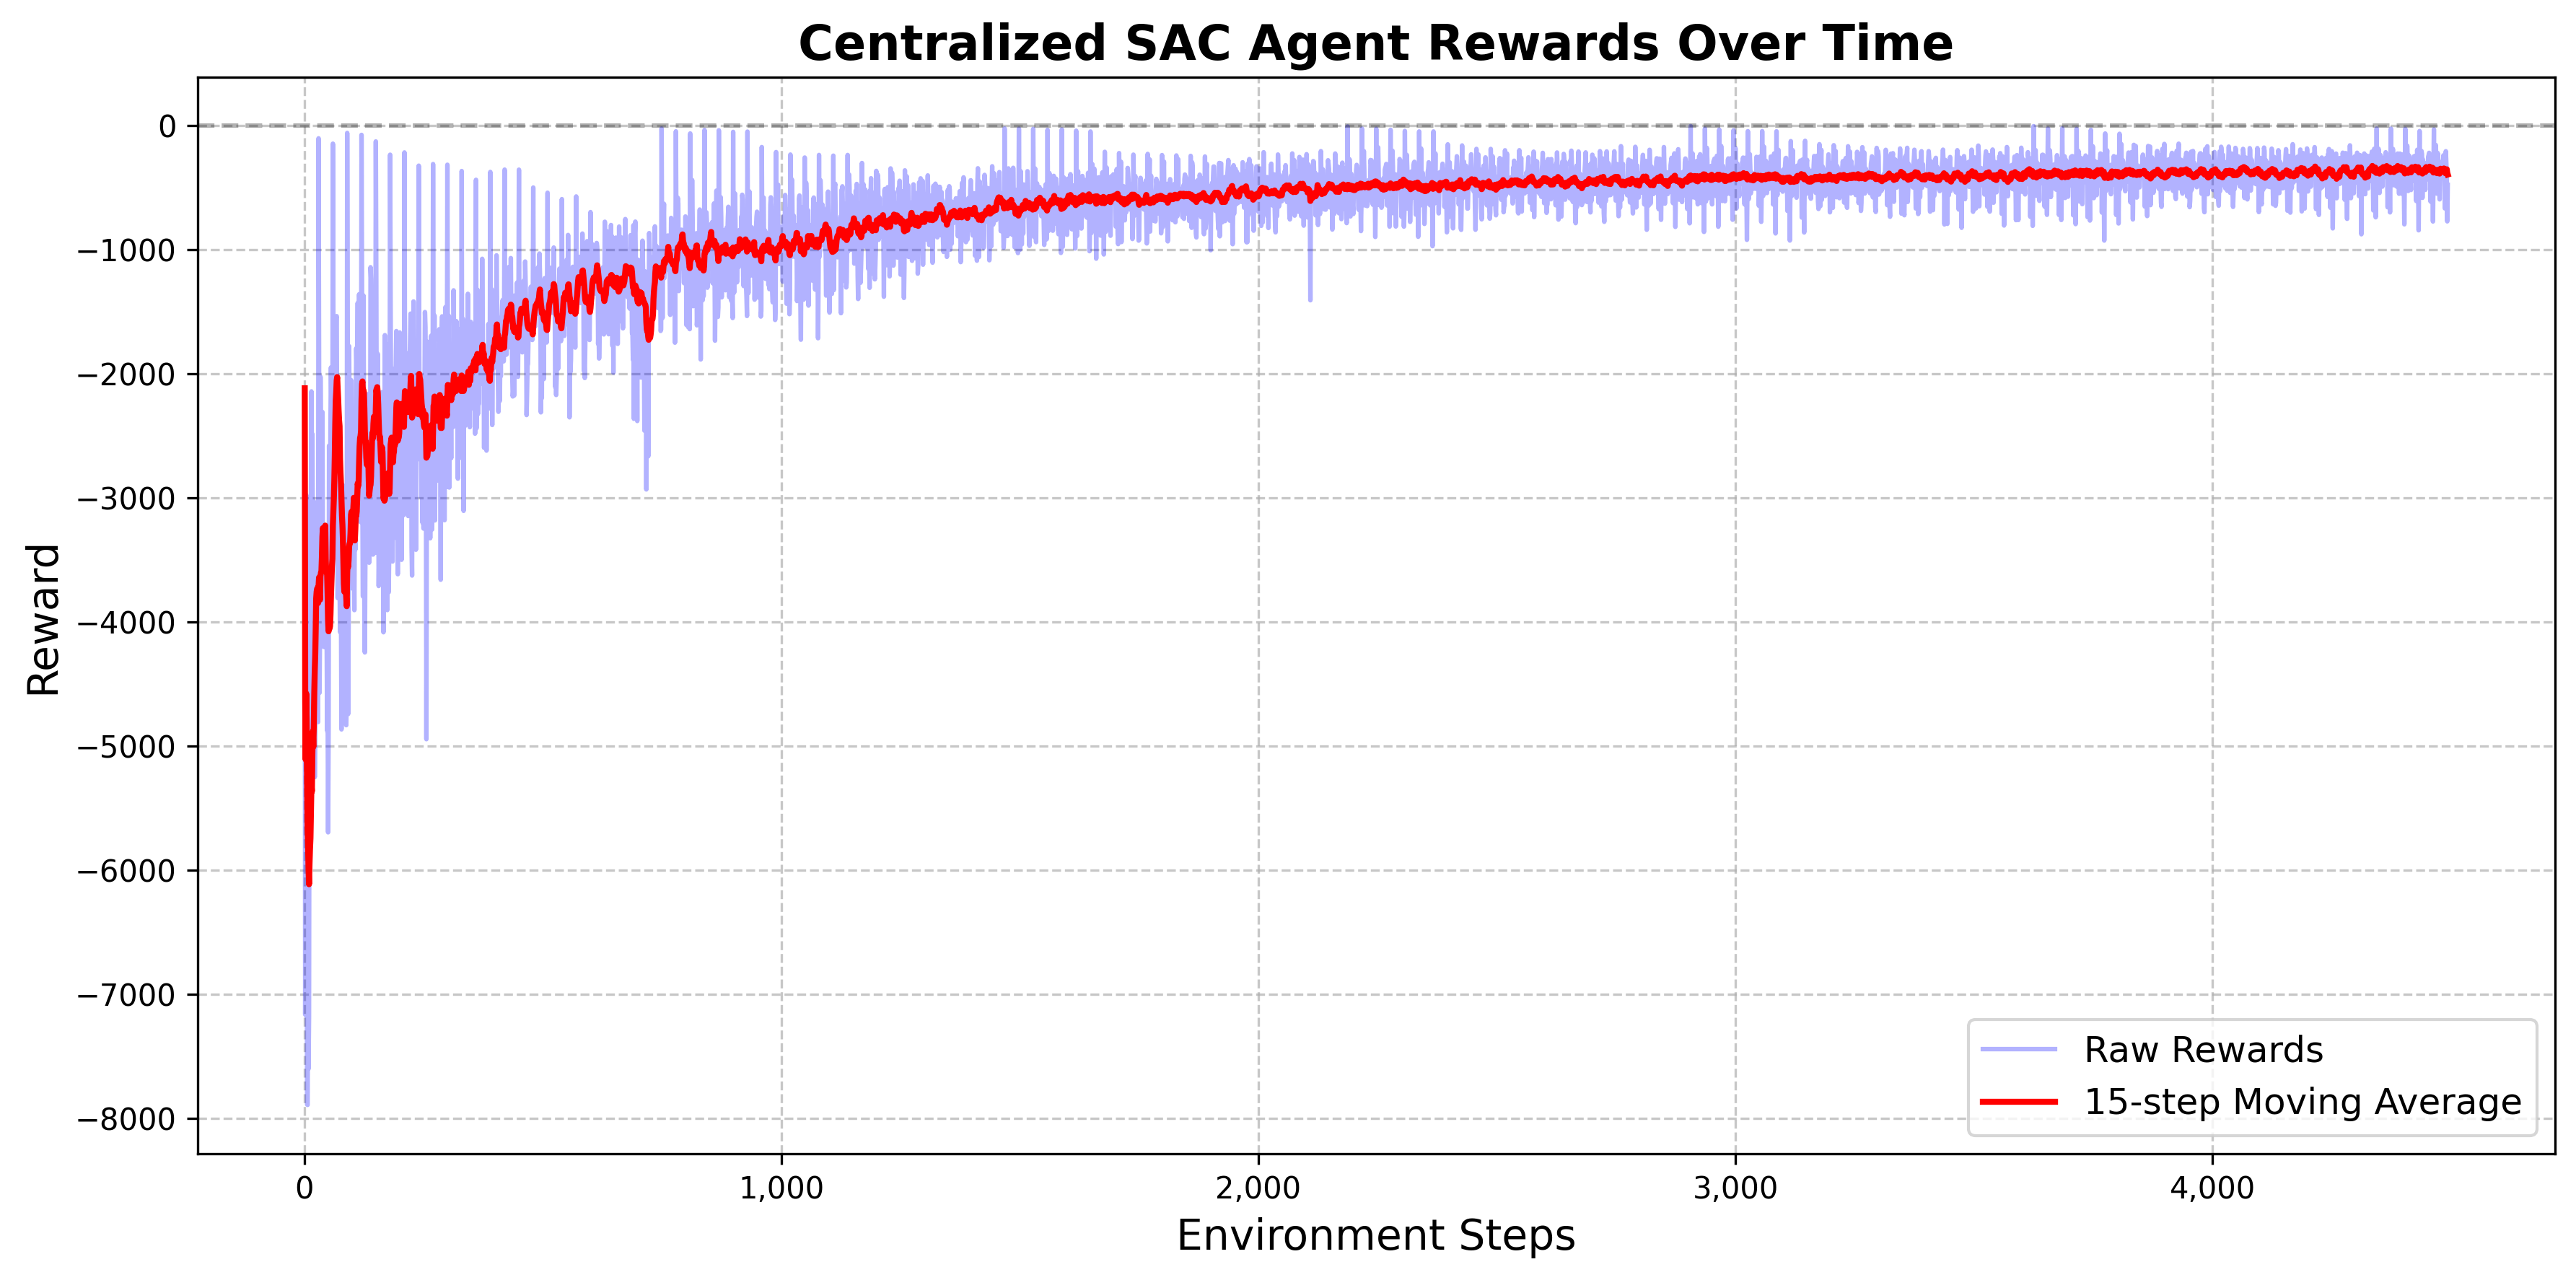 Centralized SAC Agent Rewards Over Time
0
−1000
−2000
−3000
−4000
−5000
−6000
−7000
−8000
Reward
0
1,000
2,000
3,000
4,000
Environment Steps
Raw Rewards
15-step Moving Average